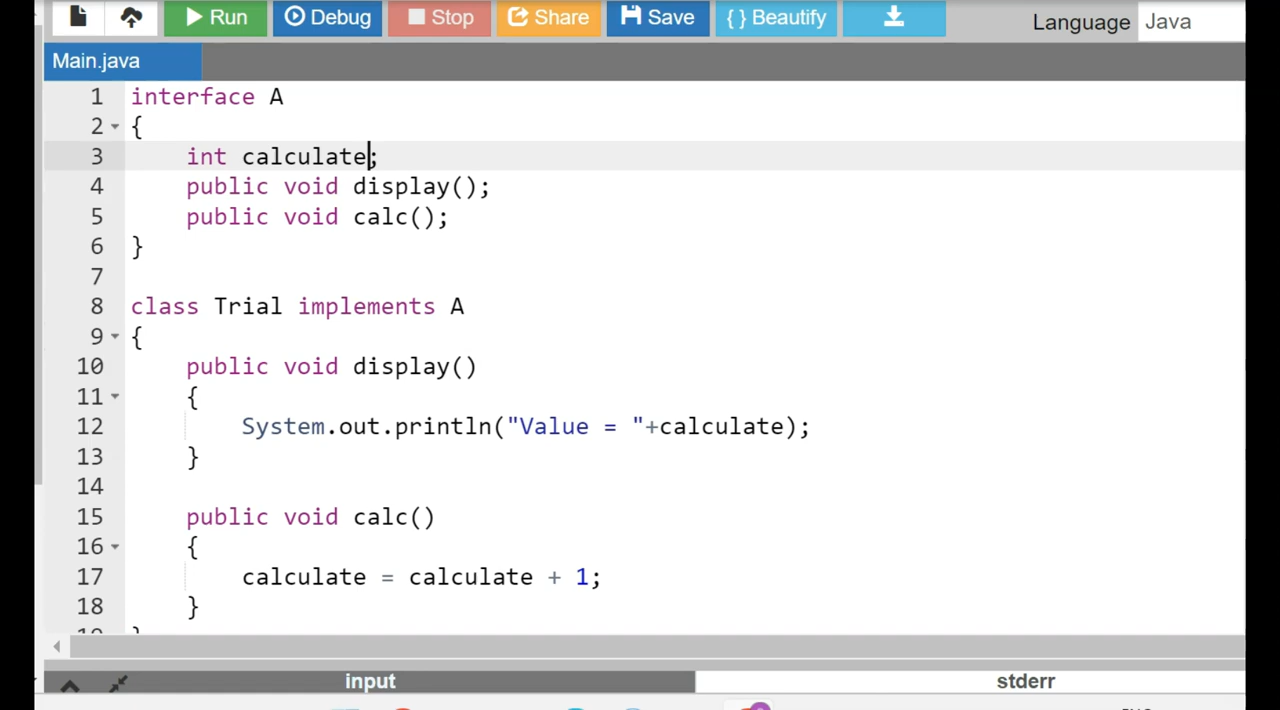 Run Debug Stop Share Save { } Beautify Language Java
Main.java
1 interface A
2 {
3 int calculate;
4 public void display();
5 public void calc();
6 }
7
8 class Trial implements A
9 {
10 public void display()
11 {
12 System.out.println("Value = "+calculate);
13 }
14
15 public void calc()
16 {
17 calculate = calculate + 1;
18 }
input stderr